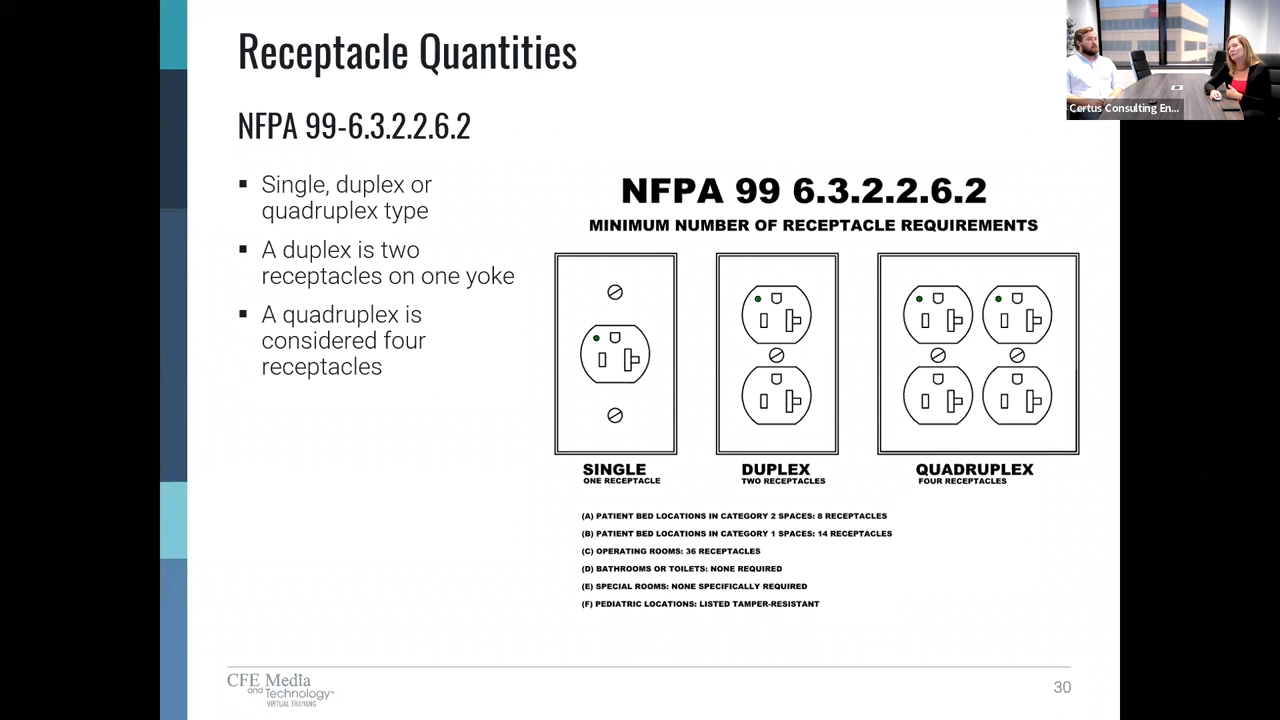 Receptacle Quantities
NFPA 99-6.3.2.2.6.2
Single, duplex or
quadruplex type
A duplex is two
receptacles on one yoke
A quadruplex is
considered four
receptacles
NFPA 99 6.3.2.2.6.2
MINIMUM NUMBER OF RECEPTACLE REQUIREMENTS
SINGLE
ONE RECEPTACLE
DUPLEX
TWO RECEPTACLES
QUADRUPLEX
FOUR RECEPTACLES
(A) PATIENT BED LOCATIONS IN CATEGORY 2 SPACES: 8 RECEPTACLES
(B) PATIENT BED LOCATIONS IN CATEGORY 1 SPACES: 14 RECEPTACLES
(C) OPERATING ROOMS: 36 RECEPTACLES
(D) BATHROOMS OR TOILETS: NONE REQUIRED
(E) SPECIAL ROOMS: NONE SPECIFICALLY REQUIRED
(F) PEDIATRIC LOCATIONS: LISTED TAMPER-RESISTANT
CFE Media
and Technology™
VIRTUAL TRAINING
30
Certus Consulting En...